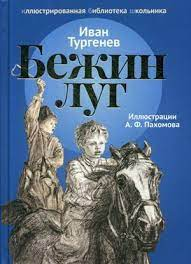 иллюстрированная библиотека школьника
Иван
Тургенев
Бежин
луг
Иллюстрации
А. Ф. Пахомова